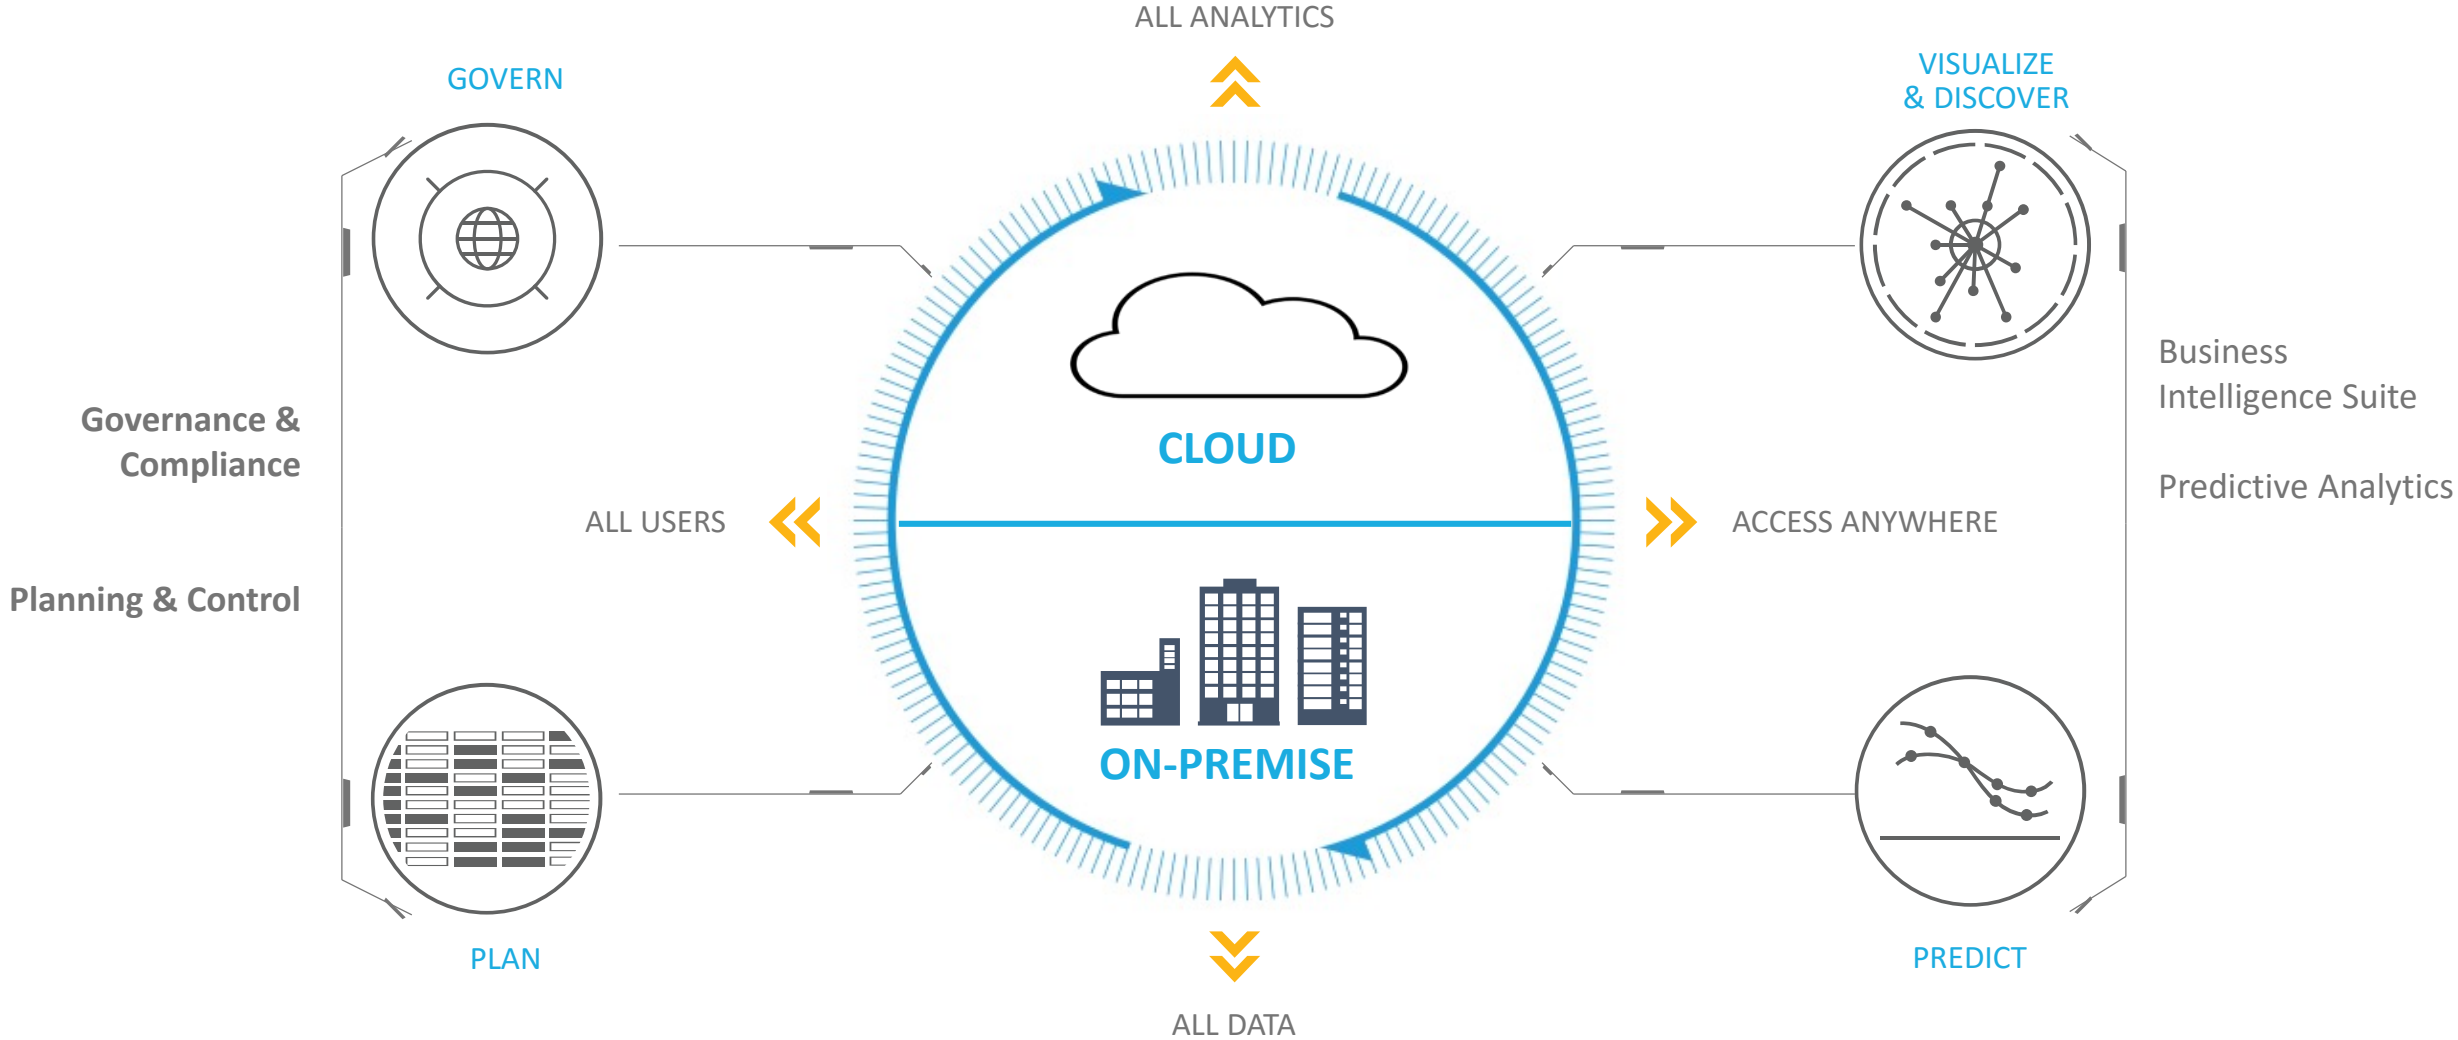 ALL ANALYTICS
GOVERN
VISUALIZE
& DISCOVER
Governance &
Compliance
Planning & Control
ALL USERS
CLOUD
ON-PREMISE
ACCESS ANYWHERE
Business
Intelligence Suite
Predictive Analytics
PLAN
PREDICT
ALL DATA